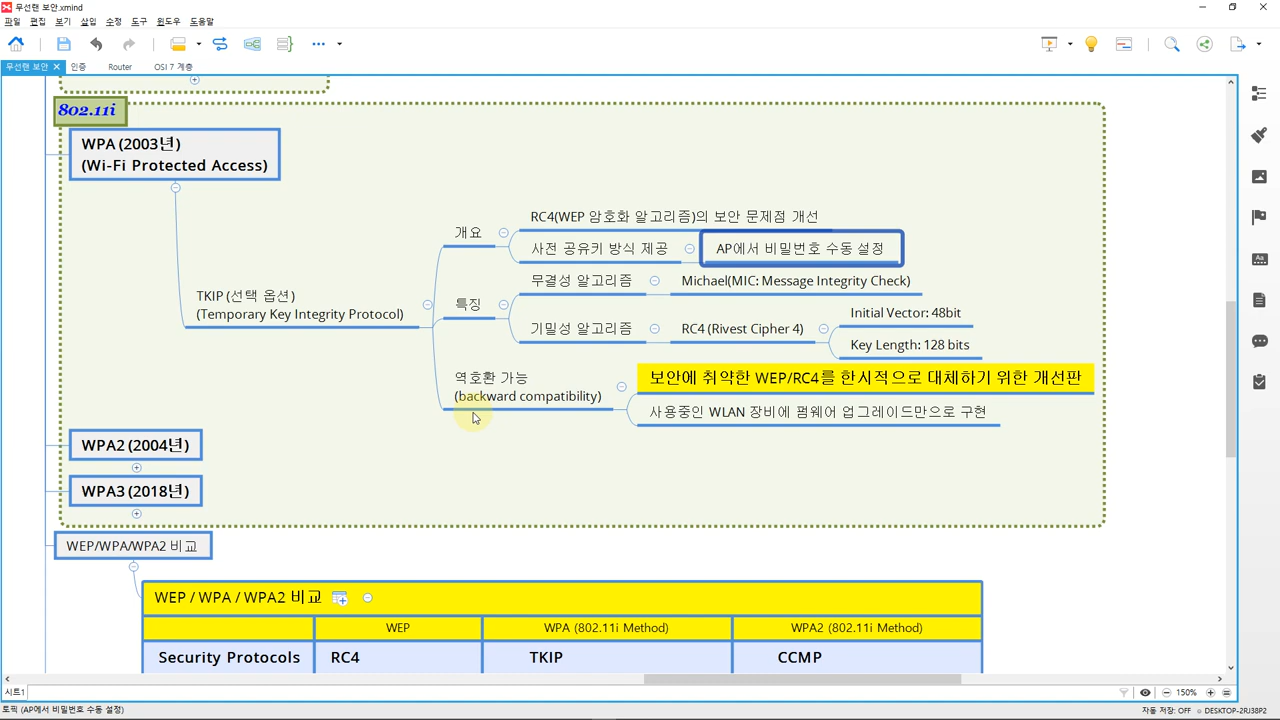 무선랜 보안.xmind
파일 편집 보기 삽입 수정 도구 윈도우 도움말
무선랜 보안 인증 Router OSI 7 계층
802.11i
WPA (2003년)
(Wi-Fi Protected Access)
TKIP (선택 옵션)
(Temporary Key Integrity Protocol)
개요
RC4(WEP 암호화 알고리즘)의 보안 문제점 개선
사전 공유키 방식 제공
AP에서 비밀번호 수동 설정
특징
무결성 알고리즘
Michael(MIC: Message Integrity Check)
기밀성 알고리즘
RC4 (Rivest Cipher 4)
Initial Vector: 48bit
Key Length: 128 bits
역호환 가능
(backward compatibility)
보안에 취약한 WEP/RC4를 한시적으로 대체하기 위한 개선판
사용중인 WLAN 장비에 펌웨어 업그레이드만으로 구현
WPA2 (2004년)
WPA3 (2018년)
WEP/WPA/WPA2 비교
WEP / WPA / WPA2 비교
WEP WPA (802.11i Method) WPA2 (802.11i Method)
Security Protocols RC4 TKIP CCMP
시트1
150%
토픽 (AP에서 비밀번호 수동 설정)
자동 저장: OFF DESKTOP-2RJ38P2